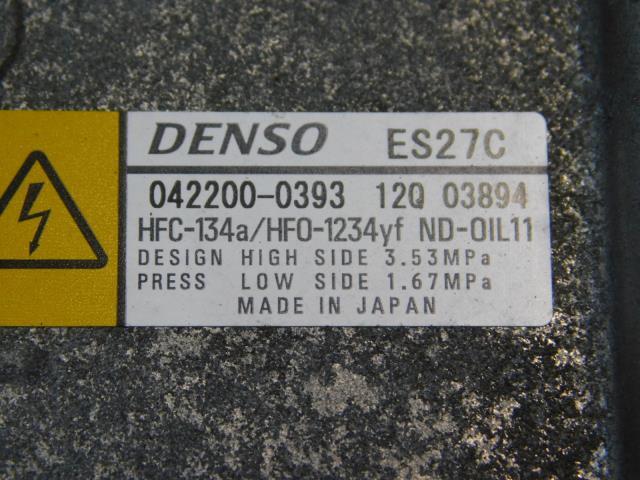 DENSO ES27C
042200-0393 12Q 03894
HFC-134a/HFO-1234yf ND-OIL11
DESIGN HIGH SIDE 3.53MPa
PRESS LOW SIDE 1.67MPa
MADE IN JAPAN